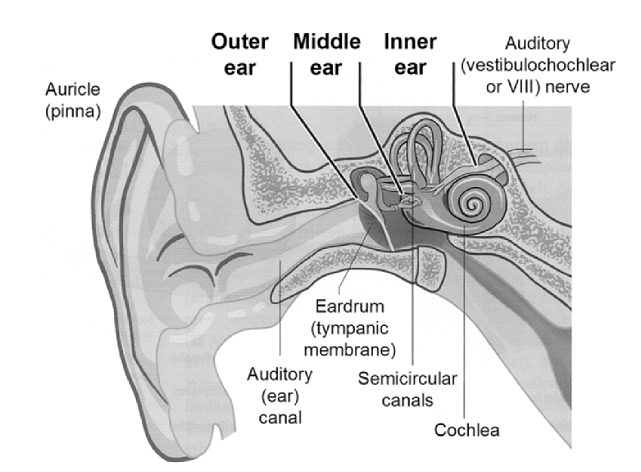 Outer
ear
Middle
ear
Inner
ear
Auditory
(vestibulochochlear
or VIII) nerve
Auricle
(pinna)
Eardrum
(tympanic
membrane)
Auditory
(ear)
canal
Semicircular
canals
Cochlea